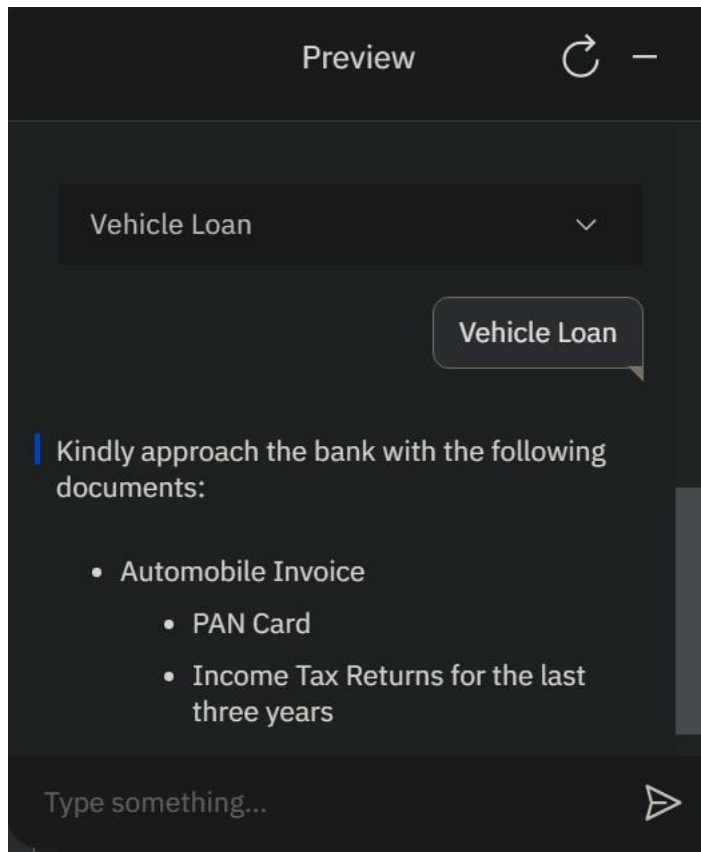 Preview
Vehicle Loan
Vehicle Loan
Kindly approach the bank with the following
documents:
• Automobile Invoice
• PAN Card
• Income Tax Returns for the last
three years
Type something...